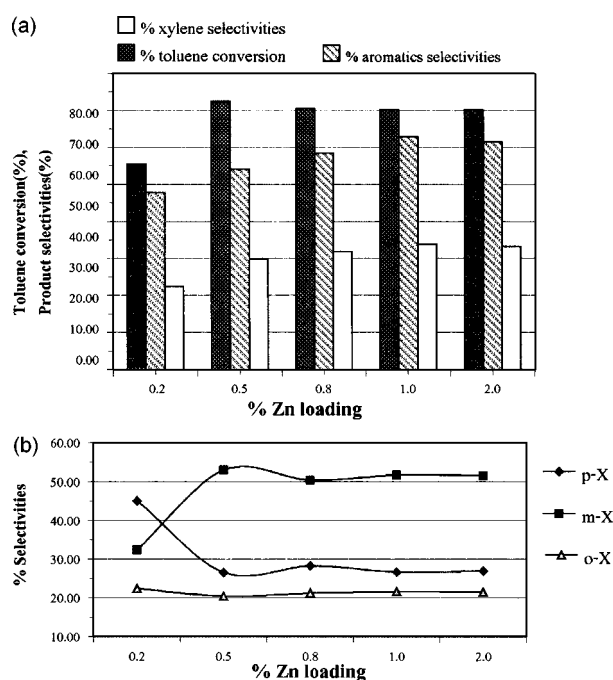 (a)
% xylene selectivities
% toluene conversion
% aromatics selectivities
Toluene conversion(%),
Product selectivities(%)
80.00
70.00
60.00
50.00
40.00
30.00
20.00
10.00
0.00
0.2 0.5 0.8 1.0 2.0
% Zn loading
(b)
% Selectivities
60.00
50.00
40.00
30.00
20.00
10.00
p-X
m-X
o-X
0.2 0.5 0.8 1.0 2.0
% Zn loading